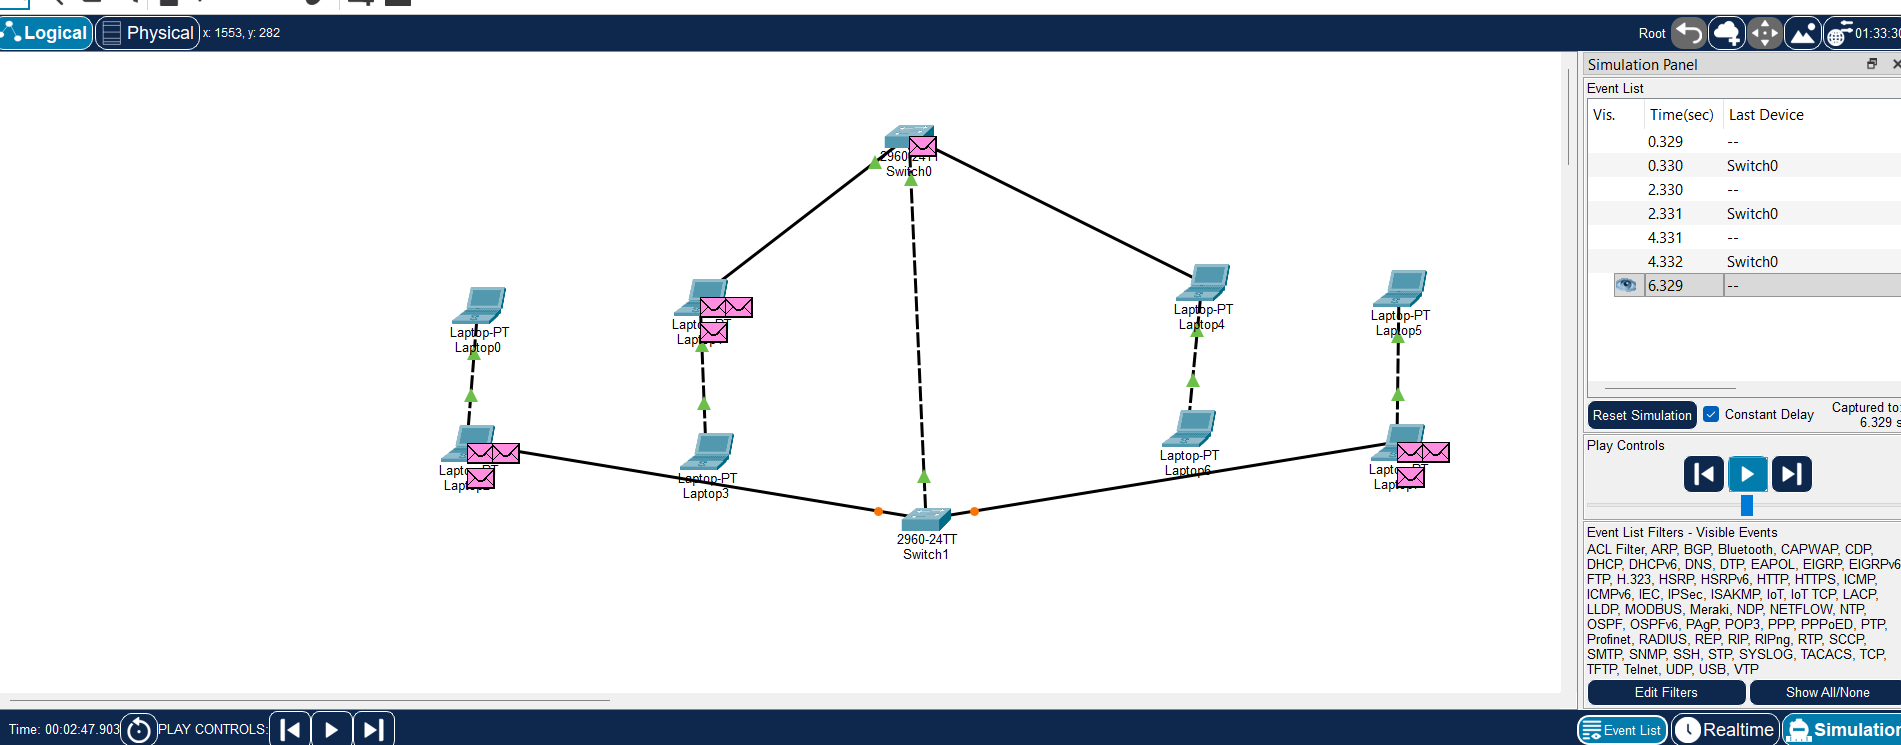 Logical
Physical
x: 1553, y: 282
Root
Simulation Panel
Event List
Vis.
Time(sec)
Last Device
0.329
--
0.330
Switch0
2.330
--
2.331
Switch0
4.331
--
4.332
Switch0
6.329
--
Reset Simulation
Constant Delay
Captured to:
6.329 s
Play Controls
Event List Filters - Visible Events
ACL Filter, ARP, BGP, Bluetooth, CAPWAP, CDP,
DHCP, DHCPv6, DNS, DTP, EAPOL, EIGRP, EIGRPv6
FTP, H.323, HSRP, HSRPv6, HTTP, HTTPS, ICMP,
ICMPv6, IEC, IPSec, ISAKMP, IoT, IoT TCP, LACP,
LLDP, MODBUS, Meraki, NDP, NETFLOW, NTP,
OSPF, OSPFv6, PAgP, POP3, PPP, PPPoED, PTP,
Profinet, RADIUS, REP, RIP, RIPng, RTP, SCCP,
SMTP, SNMP, SSH, STP, SYSLOG, TACACS, TCP,
TFTP, Telnet, UDP, USB, VTP
Edit Filters
Show All/None
2960-24TT
Switch0
Laptop-PT
Laptop0
Laptop-PT
Laptop4
Laptop-PT
Laptop5
Laptop-PT
Laptop3
Laptop-PT
Laptop6
2960-24TT
Switch1
Time: 00:02:47.903
PLAY CONTROLS:
Event List
Realtime